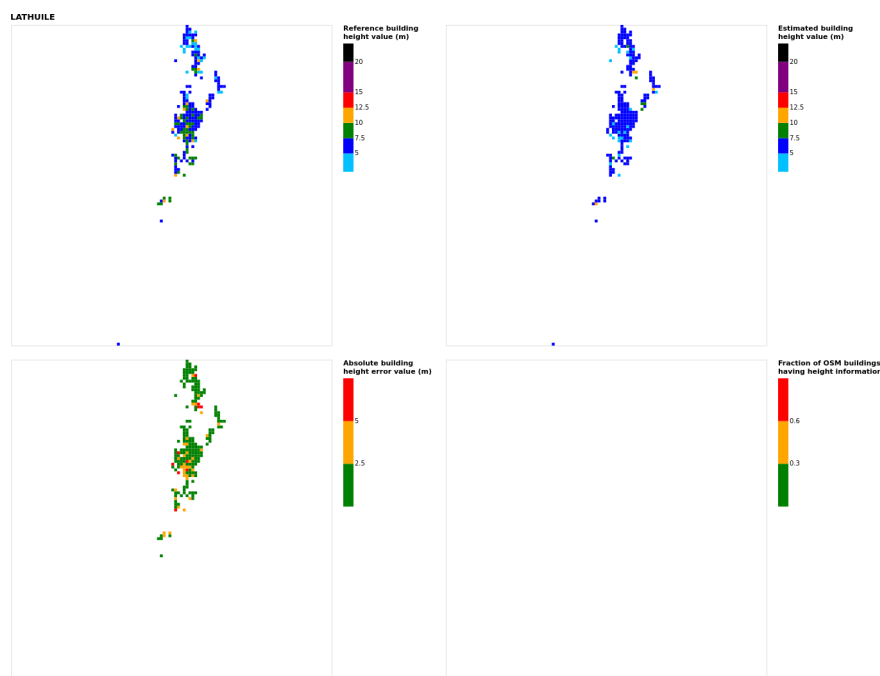 LATHUILE
Reference building
height value (m)
20
15
12.5
10
7.5
5
Estimated building
height value (m)
20
15
12.5
10
7.5
5
Absolute building
height error value (m)
5
2.5
Fraction of OSM buildings
having height information
0.6
0.3